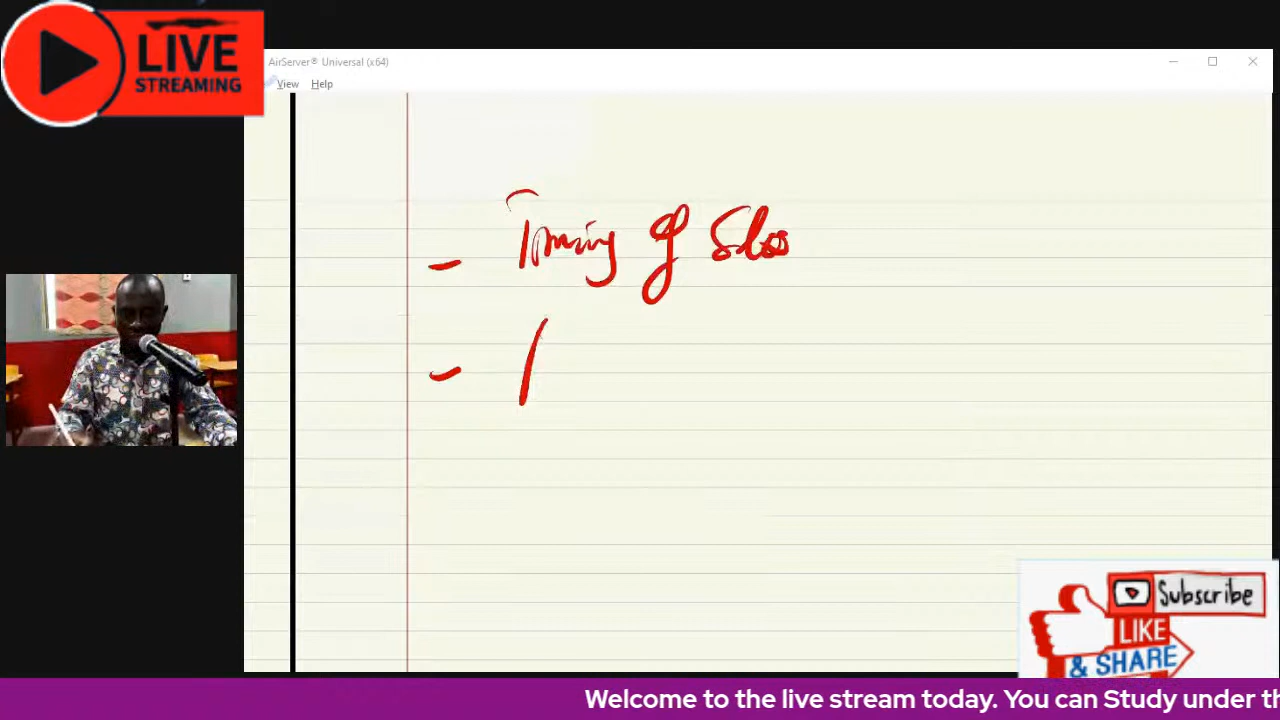 LIVE
STREAMING
AirServer® Universal (x64)
View Help
- Timing of
-
Subscribe
LIKE
& SHARE
Welcome to the live stream today. You can Study under th